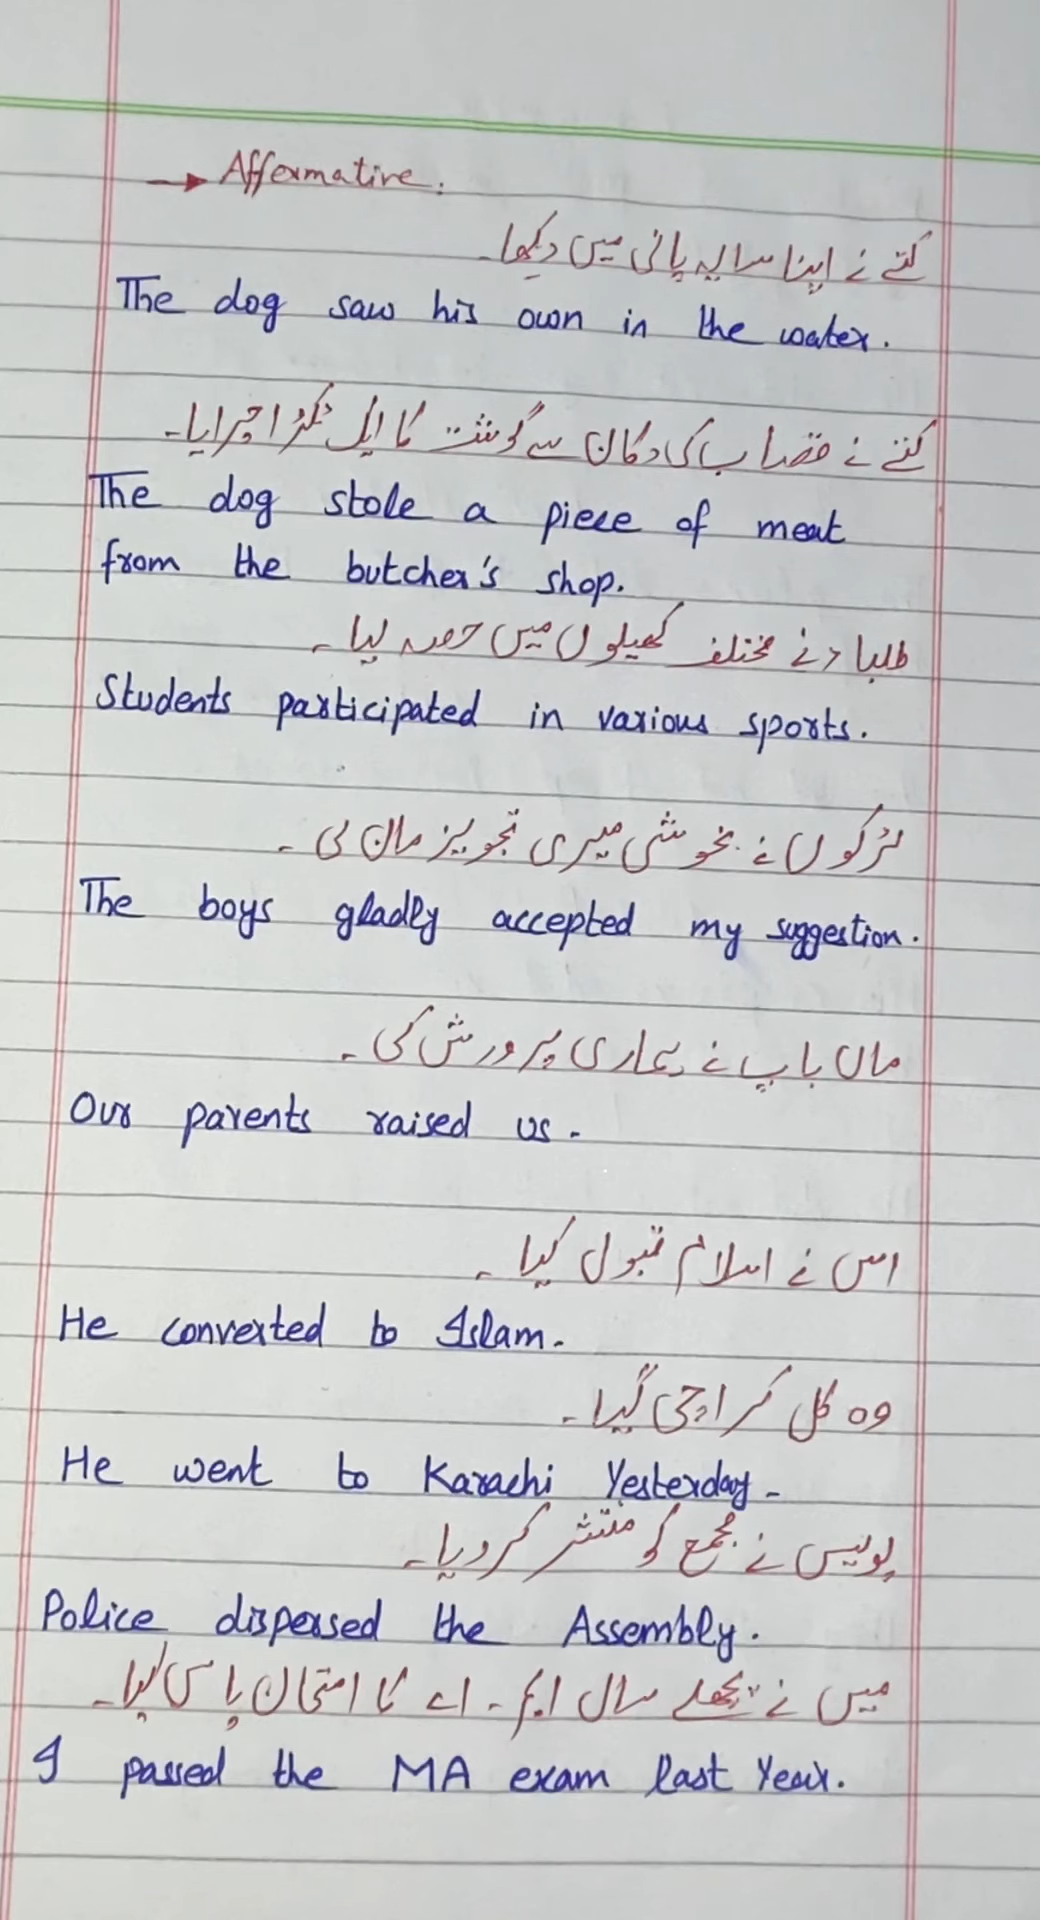 → Affermative.
کتے نے اپنا سایہ پانی میں دیکھا۔
The dog saw his own in the water.
کتے نے قصاب کی دکان سے گوشت کا ایک ٹکڑا چرایا۔
The dog stole a piece of meat
from the butcher's shop.
طلباء نے مختلف کھیلوں میں حصہ لیا۔
Students participated in various sports.
لڑکوں نے بخوشی میری تجویز مان لی۔
The boys gladly accepted my suggestion.
ماں باپ نے ہماری پرورش کی۔
Our parents raised us.
اس نے اسلام قبول کیا۔
He converted to Islam.
وہ کل کراچی گیا۔
He went to Karachi Yesterday.
پولیس نے مجمع کو منتشر کر دیا۔
Police dispersed the Assembly.
میں نے پچھلے سال ایم۔اے کا امتحان پاس کیا۔
I passed the MA exam last Year.